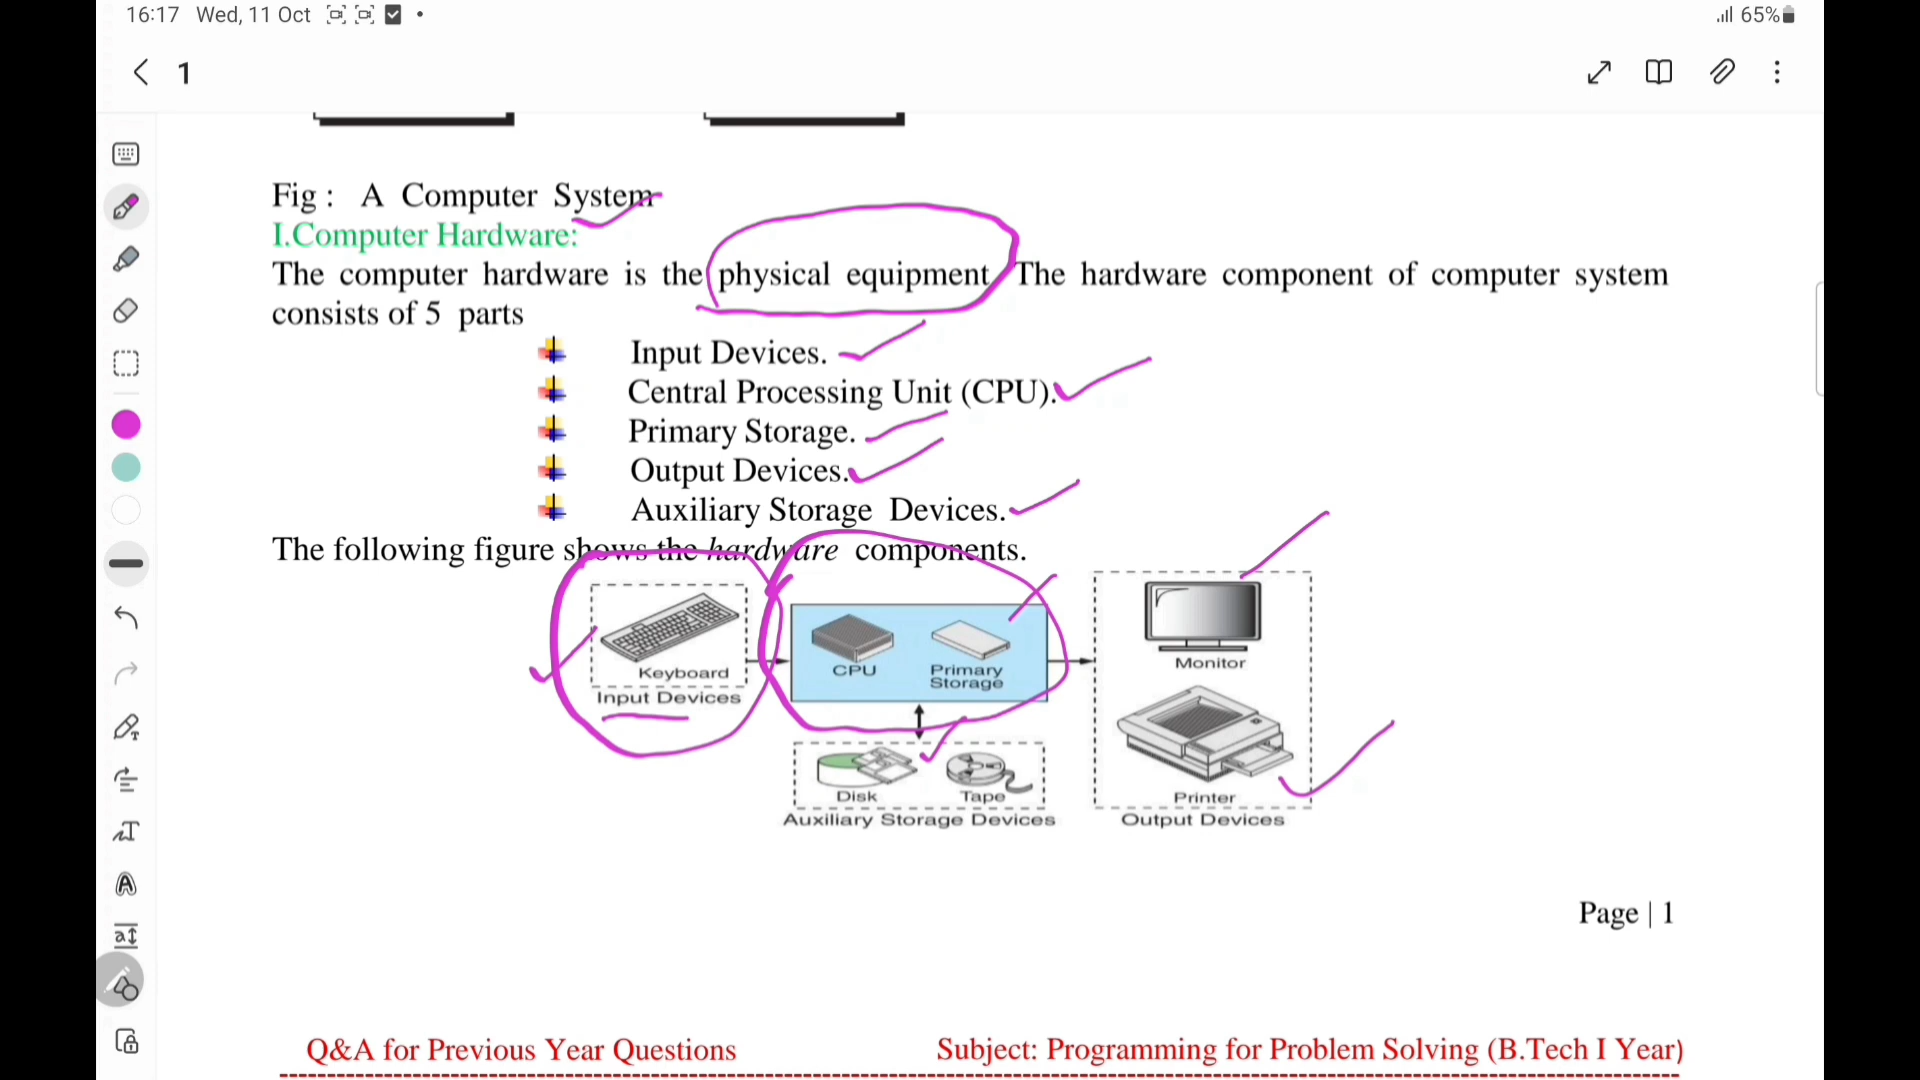 16:17 Wed, 11 Oct
65%
1
Fig : A Computer System
I.Computer Hardware:
The computer hardware is the physical equipment. The hardware component of computer system
consists of 5 parts
Input Devices.
Central Processing Unit (CPU).
Primary Storage.
Output Devices.
Auxiliary Storage Devices.
The following figure shows the hardware components.
Keyboard
Input Devices
CPU
Primary
Storage
Monitor
Disk
Tape
Auxiliary Storage Devices
Printer
Output Devices
Page | 1
Q&A for Previous Year Questions
Subject: Programming for Problem Solving (B.Tech I Year)